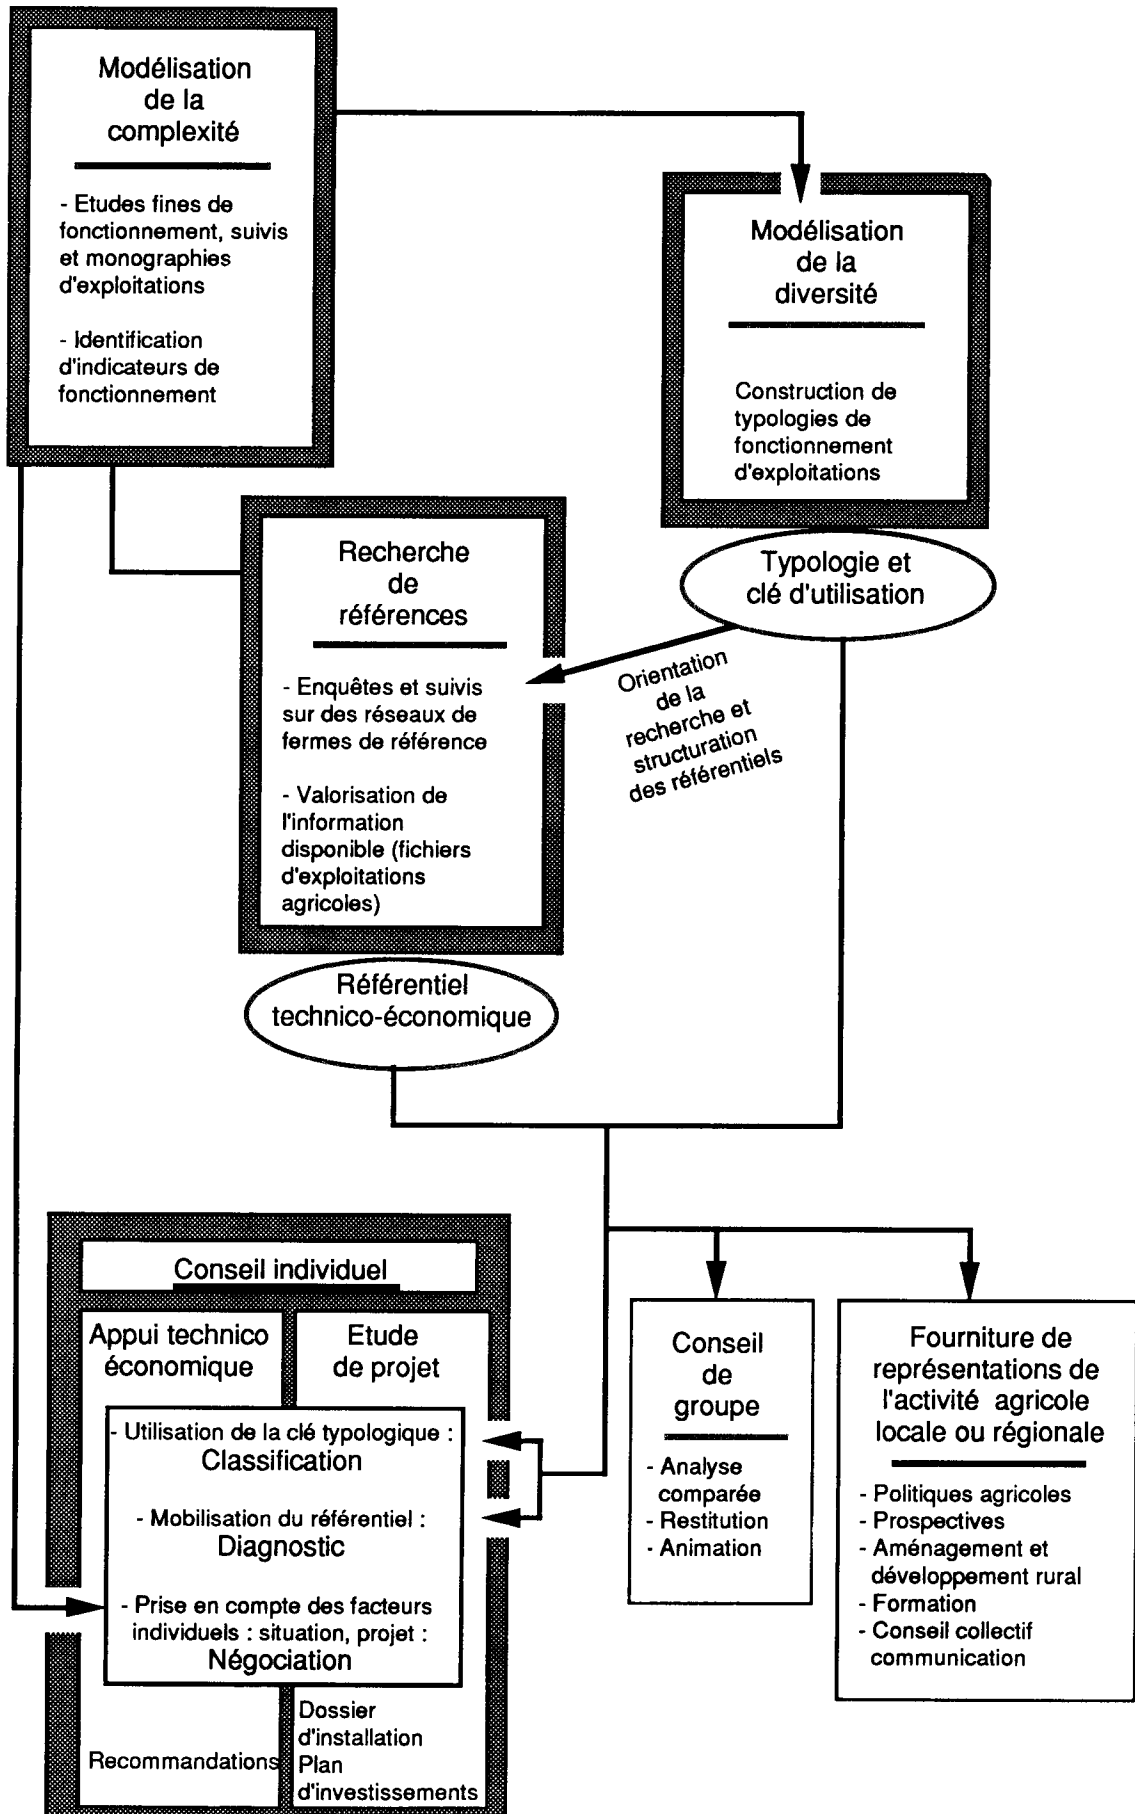 Modélisation
de la
complexité
- Etudes fines de
fonctionnement, suivis
et monographies
d'exploitations
- Identification
d'indicateurs de
fonctionnement
Modélisation
de la
diversité
Construction de
typologies de
fonctionnement
d'exploitations
Typologie et
clé d'utilisation
Orientation
de la
recherche et
structuration
des référentiels
Recherche
de
références
- Enquêtes et suivis
sur des réseaux de
fermes de référence
- Valorisation de
l'information
disponible (fichiers
d'exploitations
agricoles)
Référentiel
technico-économique
Conseil individuel
Appui technico
économique
Etude
de projet
- Utilisation de la clé typologique :
Classification
- Mobilisation du référentiel :
Diagnostic
- Prise en compte des facteurs
individuels : situation, projet :
Négociation
Recommandations
Dossier
d'installation
Plan
d'investissements
Conseil
de
groupe
- Analyse
comparée
- Restitution
- Animation
Fourniture de
représentations de
l'activité agricole
locale ou régionale
- Politiques agricoles
- Prospectives
- Aménagement et
développement rural
- Formation
- Conseil collectif
communication